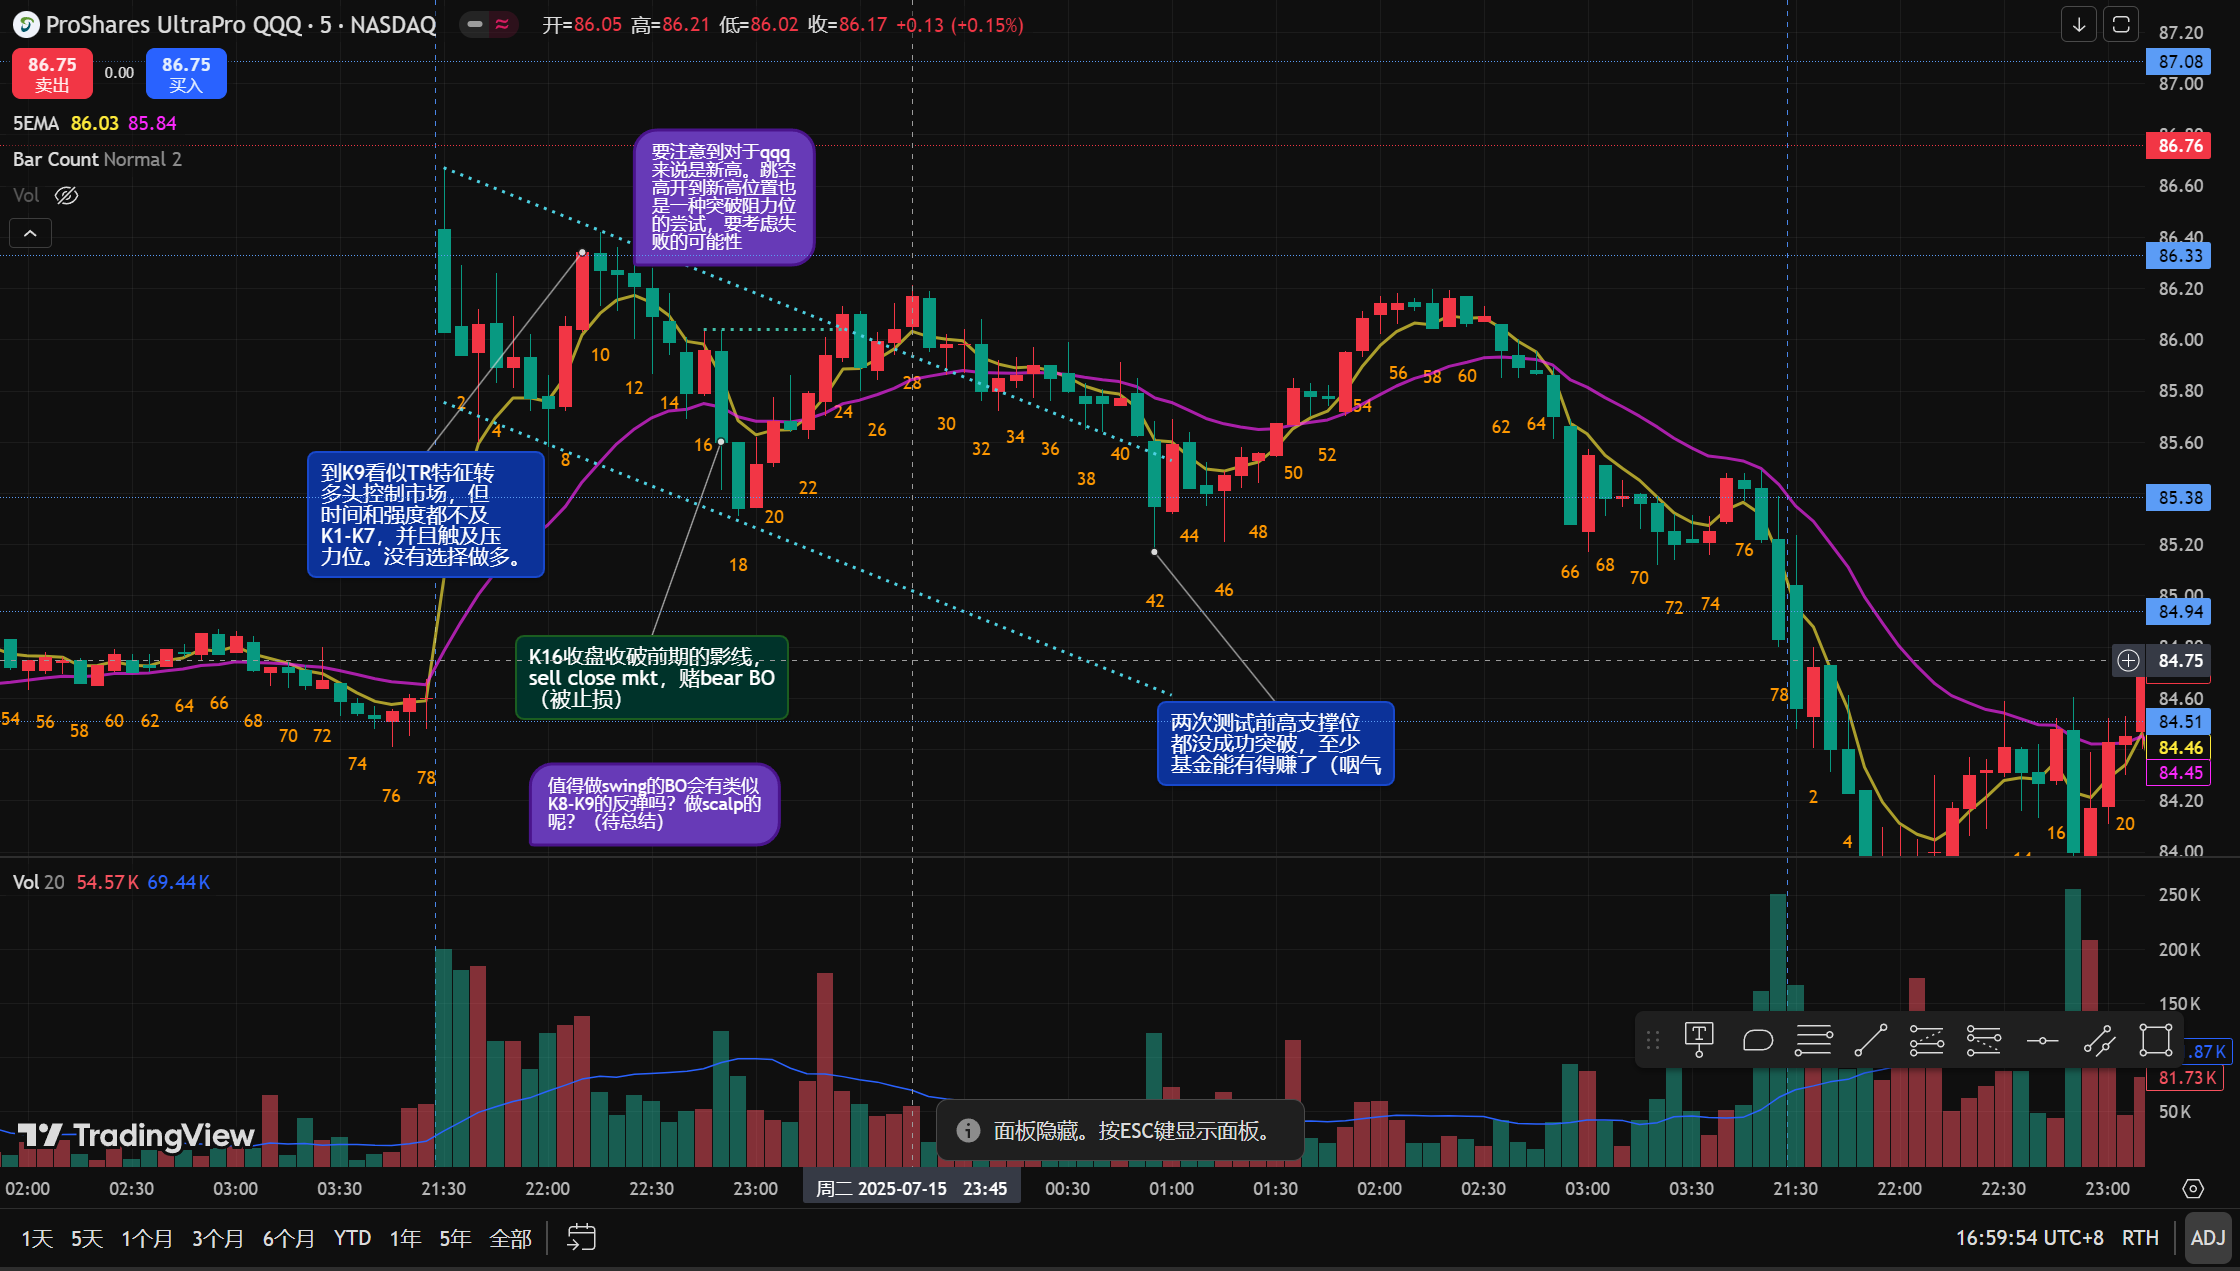 ProShares UltraPro QQQ · 5 · NASDAQ
开=86.05 高=86.21 低=86.02 收=86.17 +0.13 (+0.15%)
86.75
卖出
0.00
86.75
买入
5EMA 86.03 85.84
Bar Count Normal 2
Vol
要注意到对于qqq
来说是新高。跳空
高开到新高位置也
是一种突破阻力位
的尝试，要考虑失
败的可能性
到K9看似TR特征转
多头控制市场，但
时间和强度都不及
K1-K7，并且触及压
力位。没有选择做多。
K16收盘收破前期的影线，
sell close mkt，赌bear BO
（被止损）
值得做swing的BO会有类似
K8-K9的反弹吗？做scalp的
呢？（待总结）
两次测试前高支撑位
都没成功突破，至少
基金能有得赚了（咽气
54 56 58 60 62 64 66 68 70 72 74 76 78
2 4 8 10 12 14 16 18 20 22 24 26 28 30 32 34 36 38 40 42 44 46 48 50 52 54 56 58 60 62 64 66 68 70 72 74 76 78
2 4 16 20
87.20
87.08
87.00
86.76
86.60
86.40
86.33
86.20
86.00
85.80
85.60
85.38
85.20
85.00
84.94
84.75
84.60
84.51
84.46
84.45
84.20
84.00
Vol 20 54.57K 69.44K
250K
200K
150K
.87K
81.73K
50K
TradingView
面板隐藏。按ESC键显示面板。
02:00 02:30 03:00 03:30 21:30 22:00 22:30 23:00 周二 2025-07-15 23:45 00:30 01:00 01:30 02:00 02:30 03:00 03:30 21:30 22:00 22:30 23:00
1天 5天 1个月 3个月 6个月 YTD 1年 5年 全部
16:59:54 UTC+8 RTH ADJ